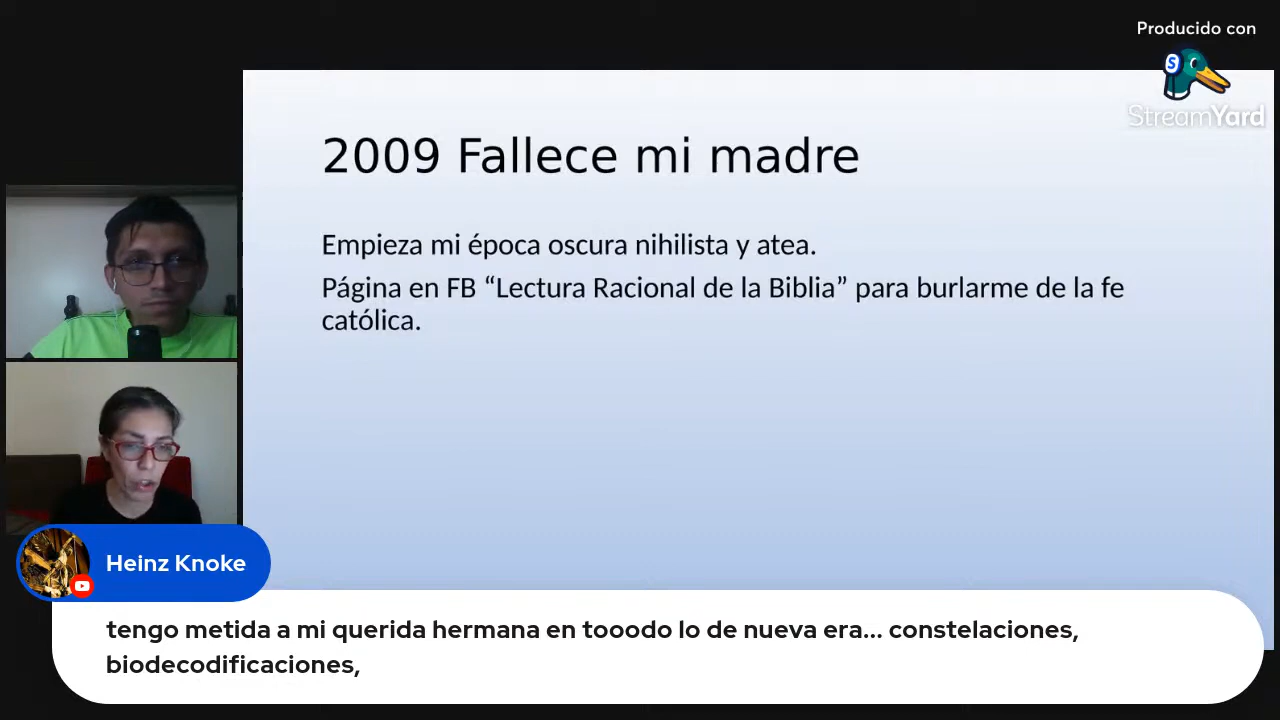 Producido con
StreamYard
2009 Fallece mi madre
Empieza mi época oscura nihilista y atea.
Página en FB “Lectura Racional de la Biblia” para burlarme de la fe
católica.
Heinz Knoke
tengo metida a mi querida hermana en tooodo lo de nueva era... constelaciones,
biodecodificaciones,